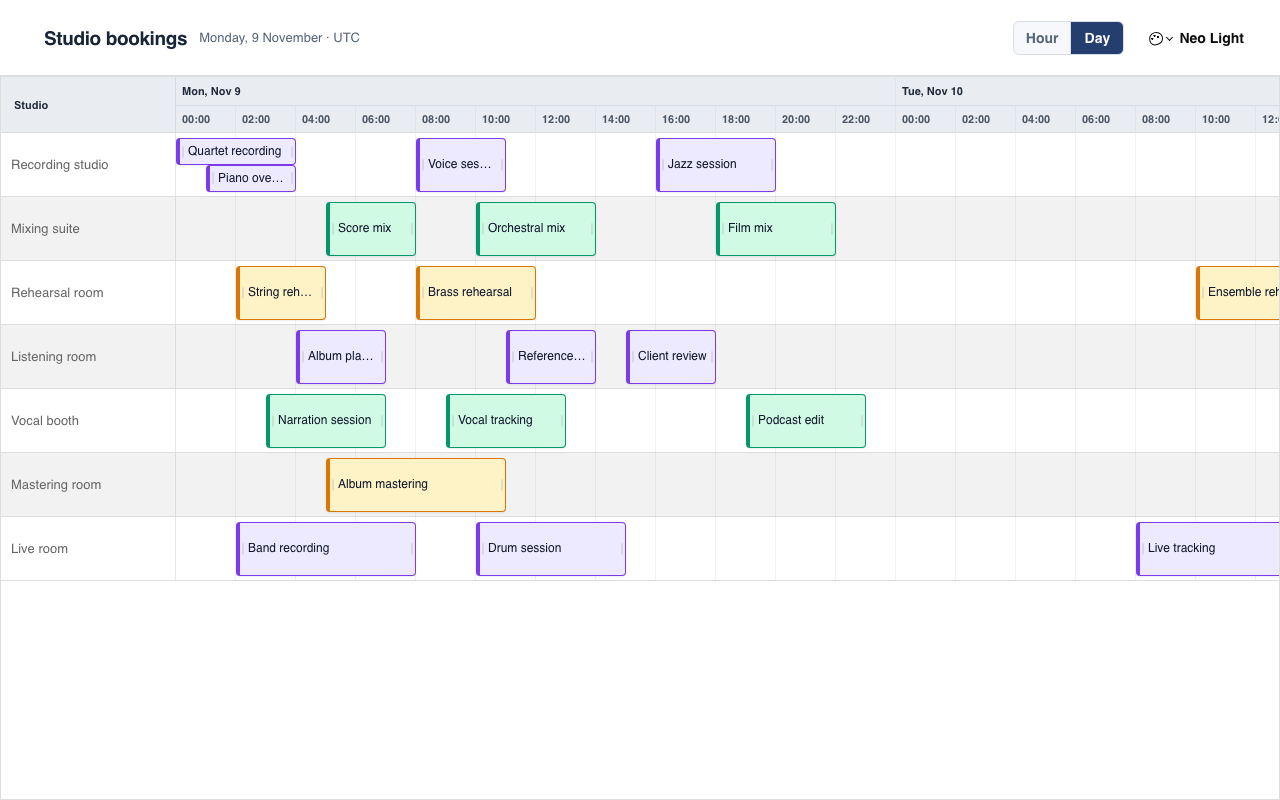 Studio bookings
Monday, 9 November · UTC
Hour
Day
Neo Light
Studio
Mon, Nov 9
Tue, Nov 10
00:00 02:00 04:00 06:00 08:00 10:00 12:00 14:00 16:00 18:00 20:00 22:00 00:00 02:00 04:00 06:00 08:00 10:00 12:
Recording studio
Quartet recording
Piano ove…
Voice ses…
Jazz session
Mixing suite
Score mix
Orchestral mix
Film mix
Rehearsal room
String reh…
Brass rehearsal
Ensemble reh
Listening room
Album pla…
Reference…
Client review
Vocal booth
Narration session
Vocal tracking
Podcast edit
Mastering room
Album mastering
Live room
Band recording
Drum session
Live tracking